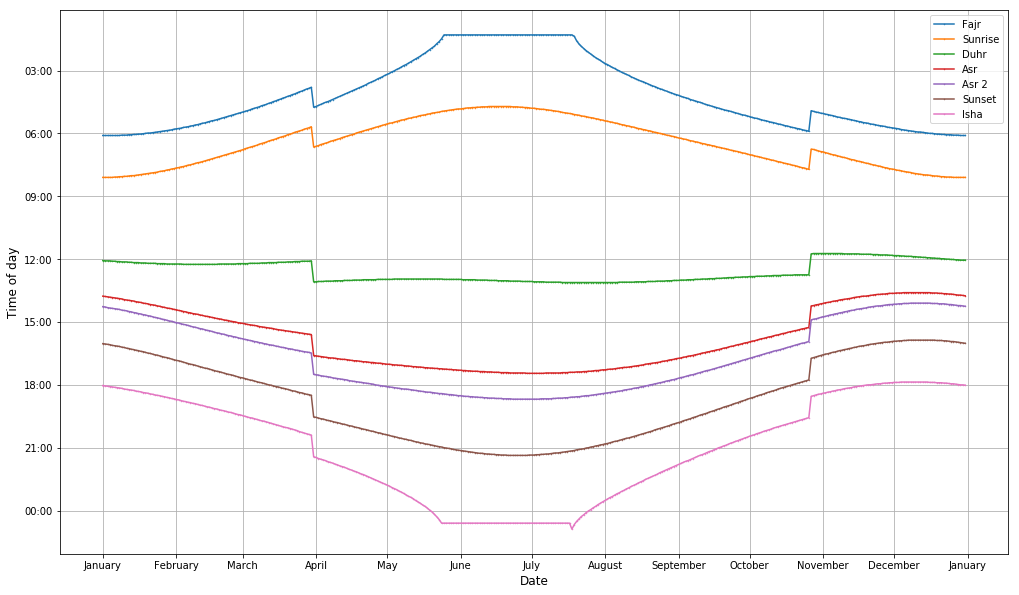 Fajr
Sunrise
Duhr
Asr
Asr 2
Sunset
Isha
Time of day
03:00
06:00
09:00
12:00
15:00
18:00
21:00
00:00
January February March April May June July August September October November December January
Date